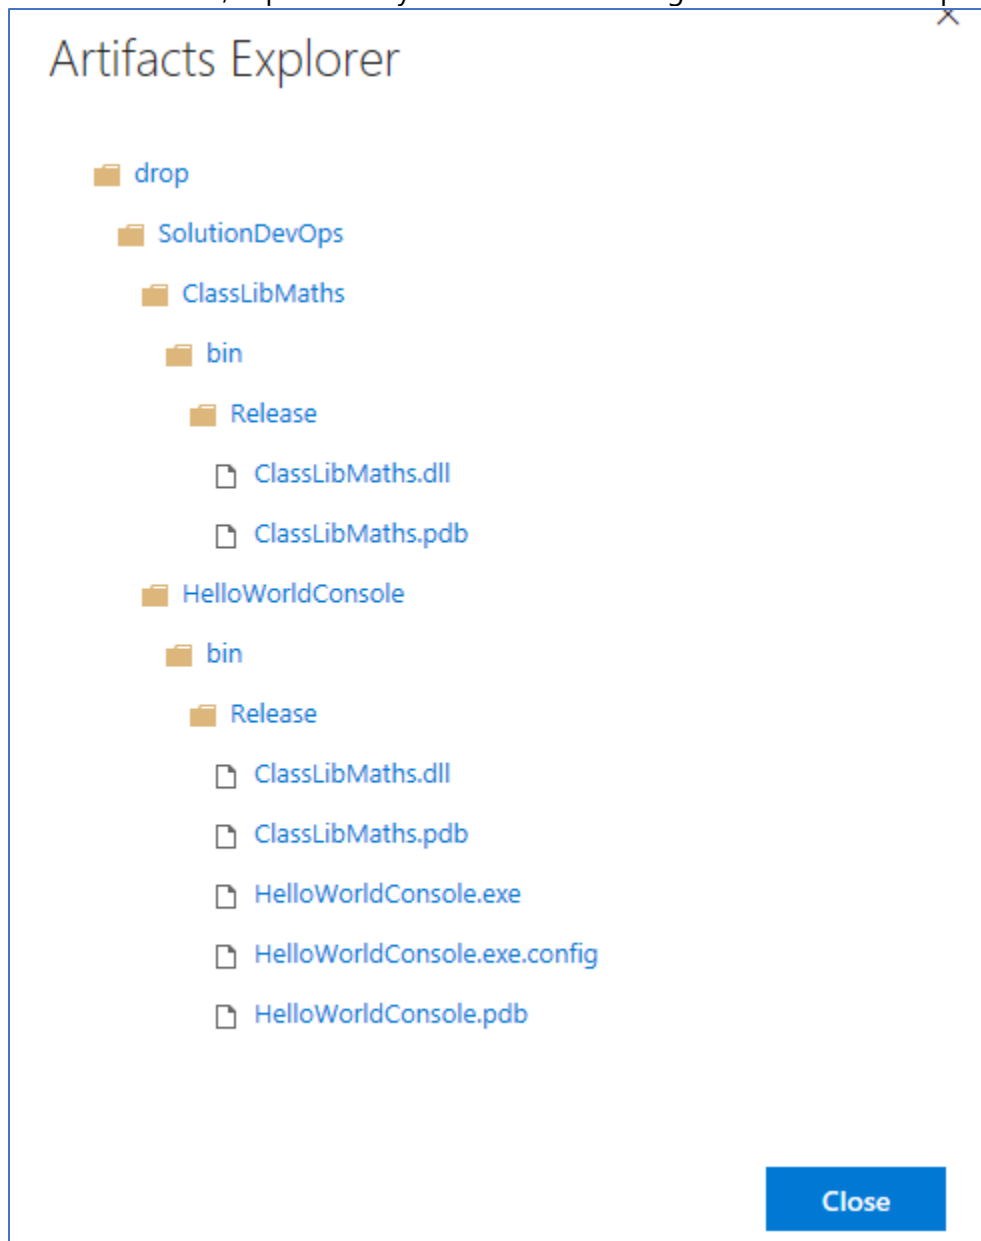 Artifacts Explorer
drop
SolutionDevOps
ClassLibMaths
bin
Release
ClassLibMaths.dll
ClassLibMaths.pdb
HelloWorldConsole
bin
Release
ClassLibMaths.dll
ClassLibMaths.pdb
HelloWorldConsole.exe
HelloWorldConsole.exe.config
HelloWorldConsole.pdb
Close